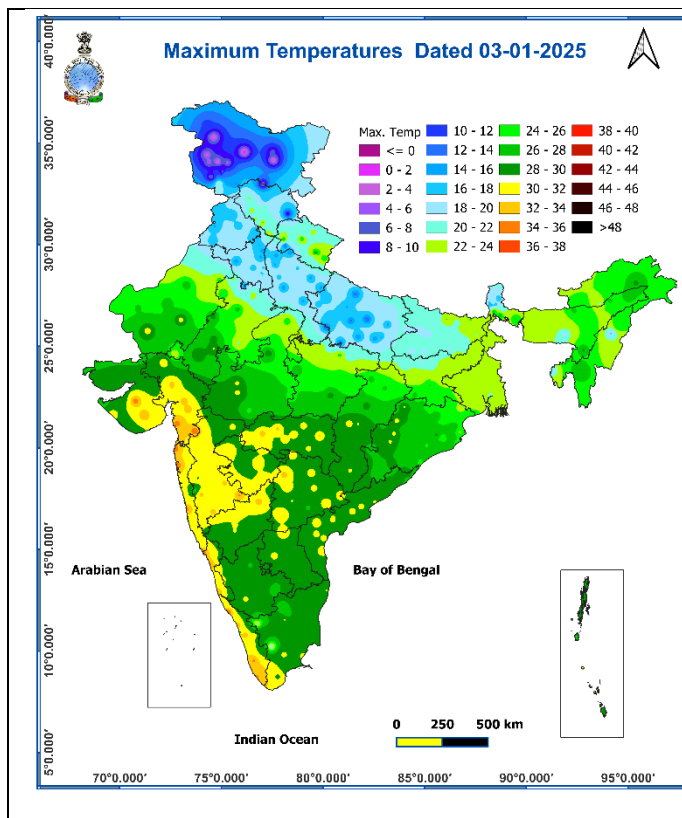 Maximum Temperatures Dated 03-01-2025
Max. Temp
<= 0
0 - 2
2 - 4
4 - 6
6 - 8
8 - 10
10 - 12
12 - 14
14 - 16
16 - 18
18 - 20
20 - 22
22 - 24
24 - 26
26 - 28
28 - 30
30 - 32
32 - 34
34 - 36
36 - 38
38 - 40
40 - 42
42 - 44
44 - 46
46 - 48
>48
40°0.000'
35°0.000'
30°0.000'
25°0.000'
20°0.000'
15°0.000'
10°0.000'
5°0.000'
Arabian Sea
Bay of Bengal
Indian Ocean
0 250 500 km
70°0.000' 75°0.000' 80°0.000' 85°0.000' 90°0.000' 95°0.000'